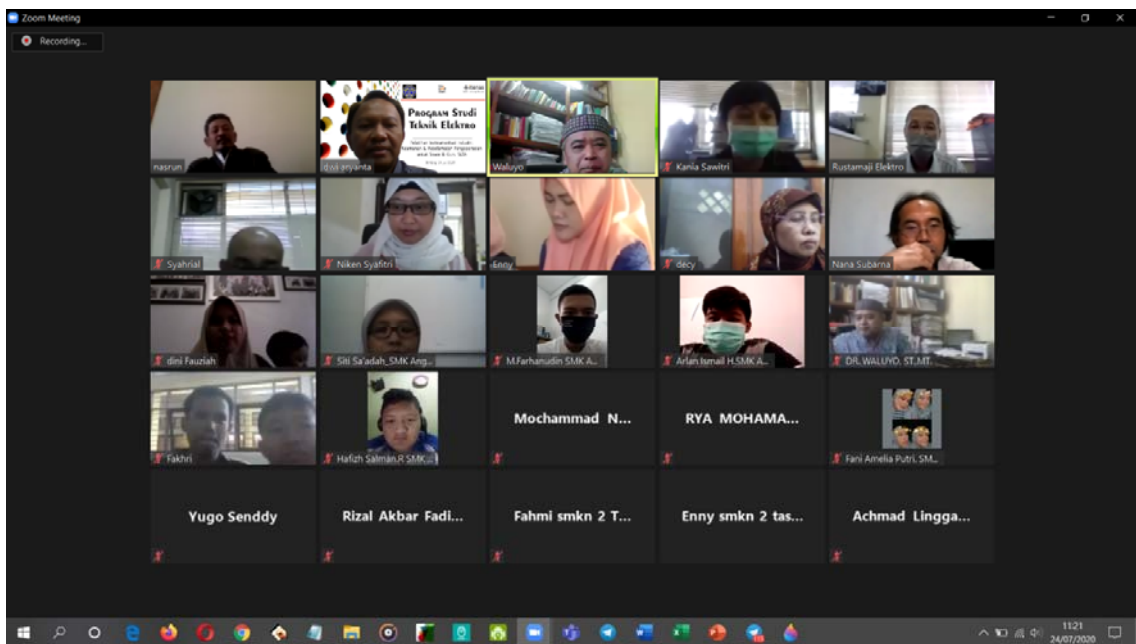 Zoom Meeting
Recording...
nasrun
dwi aryanta
PROGRAM STUDI
TEKNIK ELEKTRO
Waluyo
Kania Sawitri
Rustamaji Elektro
Syahrial
Niken Syafitri
Enny
decy
Nana Subarna
dini Fauziah
Siti Sa'adah_SMK Ang...
M.Farhanudin SMK A...
Arlan Ismail H.SMK A...
DR. WALUYO, ST.,MT.
Fakhri
Hafizh Salman.R SMK...
Mochammad N...
RYA MOHAMA...
Fani Amelia Putri, SM...
Yugo Senddy
Rizal Akbar Fadi...
Fahmi smkn 2 T...
Enny smkn 2 tas...
Achmad Lingga...
11:21
24/07/2020